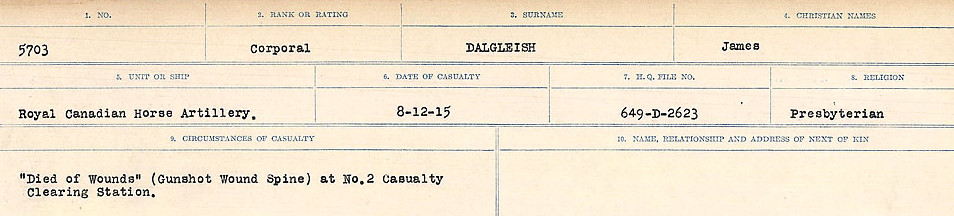 1. NO.
2. RANK OR RATING
3. SURNAME
4. CHRISTIAN NAMES
5703
Corporal
DALGLEISH
James
5. UNIT OR SHIP
6. DATE OF CASUALTY
7. H.Q. FILE NO.
8. RELIGION
Royal Canadian Horse Artillery.
8-12-15
649-D-2623
Presbyterian
9. CIRCUMSTANCES OF CASUALTY
10. NAME, RELATIONSHIP AND ADDRESS OF NEXT OF KIN
"Died of Wounds" (Gunshot Wound Spine) at No.2 Casualty
Clearing Station.